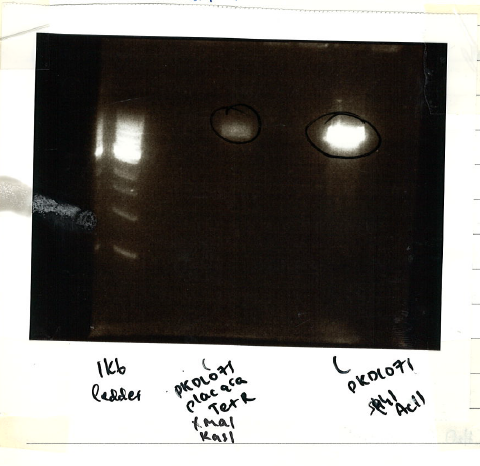 1kb
ladder
pKDL071
placara
TetR
XmaI
KasI
pKDL071
AclI